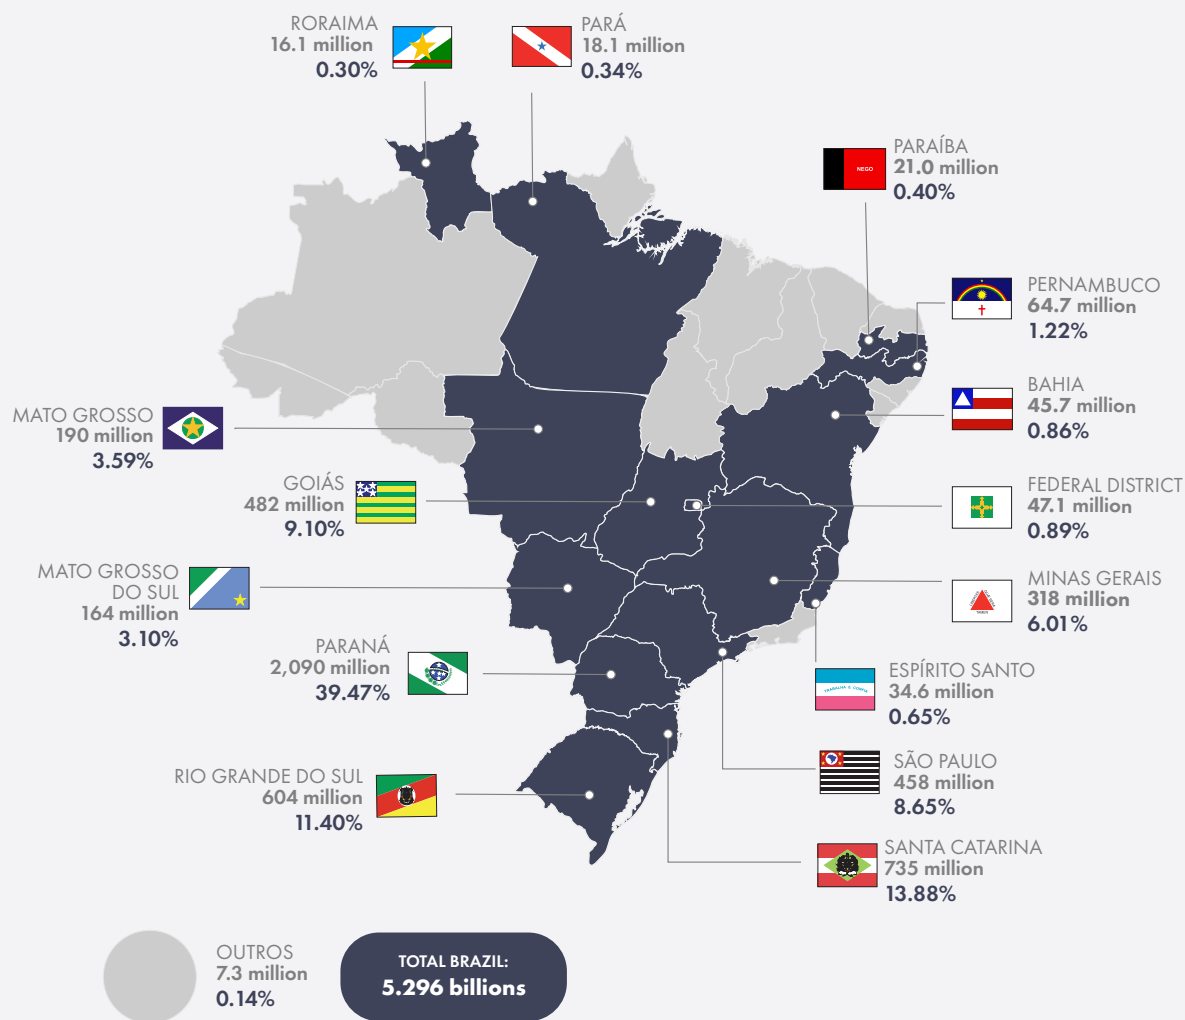 RORAIMA
16.1 million
0.30%
PARÁ
18.1 million
0.34%
PARAÍBA
21.0 million
0.40%
NEGO
PERNAMBUCO
64.7 million
1.22%
BAHIA
45.7 million
0.86%
MATO GROSSO
190 million
3.59%
GOIÁS
482 million
9.10%
FEDERAL DISTRICT
47.1 million
0.89%
MATO GROSSO
DO SUL
164 million
3.10%
MINAS GERAIS
318 million
6.01%
PARANÁ
2,090 million
39.47%
ESPÍRITO SANTO
34.6 million
0.65%
RIO GRANDE DO SUL
604 million
11.40%
SÃO PAULO
458 million
8.65%
SANTA CATARINA
735 million
13.88%
OUTROS
7.3 million
0.14%
TOTAL BRAZIL:
5.296 billions